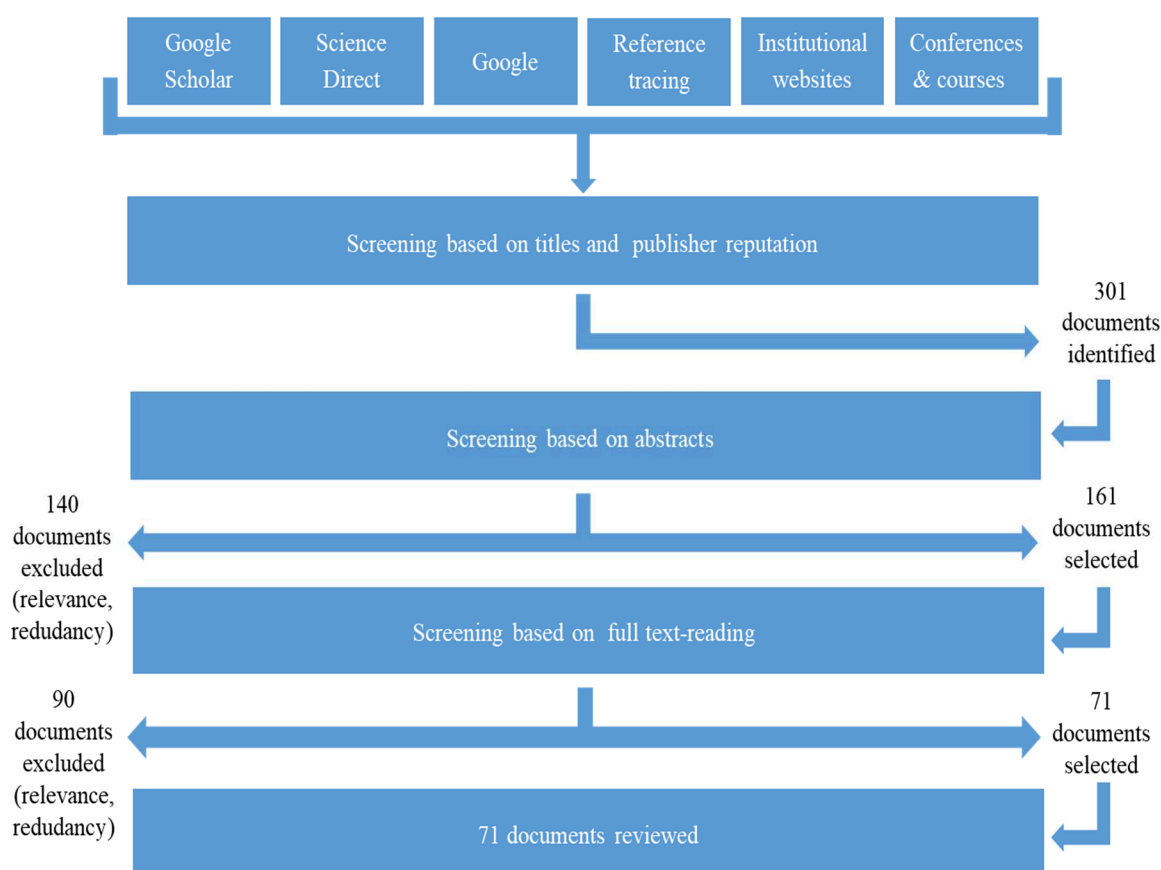 Google
Scholar
Science
Direct
Google
Reference
tracing
Institutional
websites
Conferences
& courses
Screening based on titles and publisher reputation
301
documents
identified
Screening based on abstracts
140
documents
excluded
(relevance,
redudancy)
161
documents
selected
Screening based on full text-reading
90
documents
excluded
(relevance,
redudancy)
71
documents
selected
71 documents reviewed